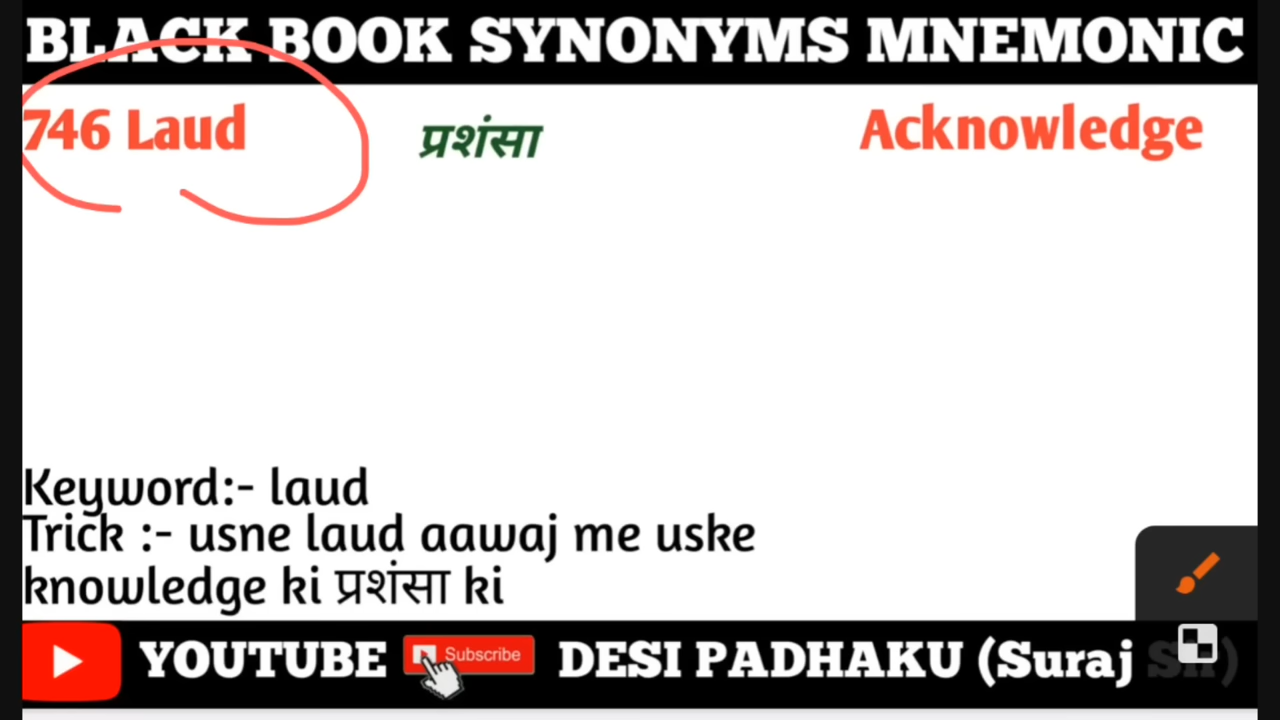 BLACK BOOK SYNONYMS MNEMONIC
746 Laud प्रशंसा Acknowledge
Keyword:- laud
Trick :- usne laud aawaj me uske
knowledge ki प्रशंसा ki
YOUTUBE Subscribe DESI PADHAKU (Suraj